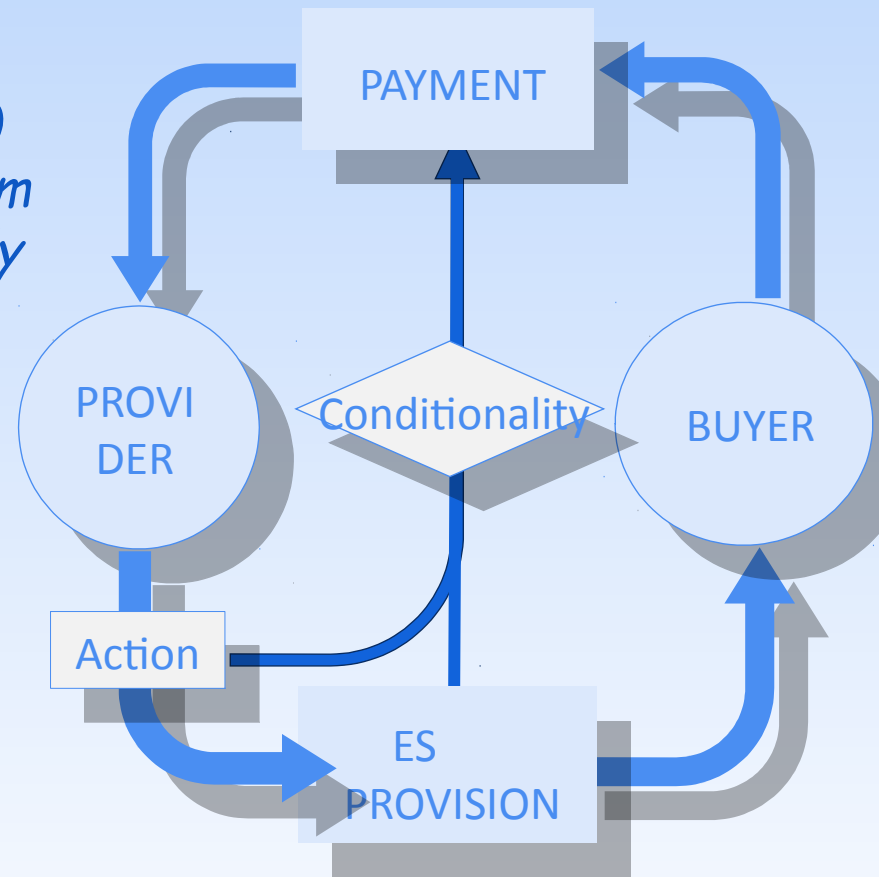 PAYMENT
PROVI
DER
Conditionality
BUYER
Action
ES
PROVISION